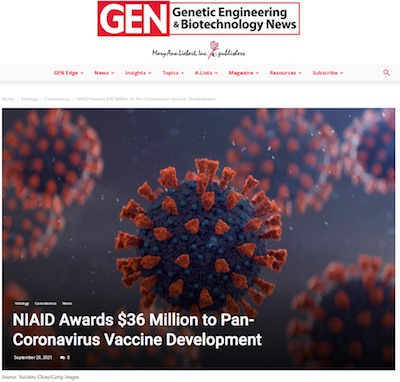 GEN Genetic Engineering
& Biotechnology News
Mary Ann Liebert, Inc. publishers
GEN Edge News Insights Topics A-Lists Magazine Resources Subscribe
Home Virology Coronavirus NIAID Awards $36 Million to Pan-Coronavirus Vaccine Development
Virology Coronavirus News
NIAID Awards $36 Million to Pan-
Coronavirus Vaccine Development
September 29, 2021 0
Source: Yuichiro Chino/Getty Images